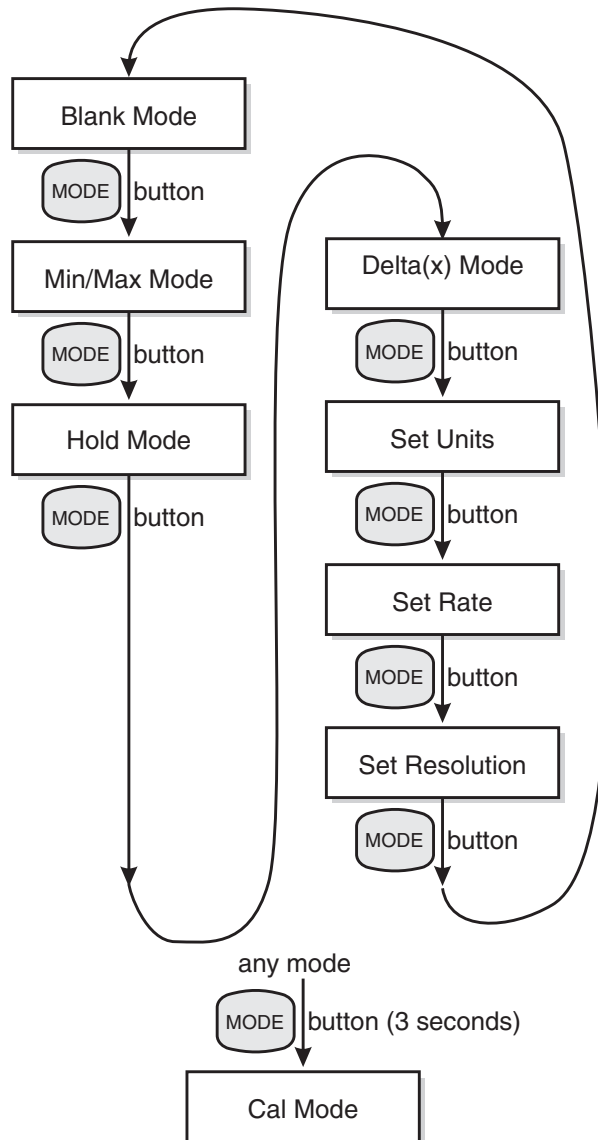 Blank Mode
MODE button
Min/Max Mode
MODE button
Hold Mode
MODE button
Delta(x) Mode
MODE button
Set Units
MODE button
Set Rate
MODE button
Set Resolution
MODE button
any mode
MODE button (3 seconds)
Cal Mode